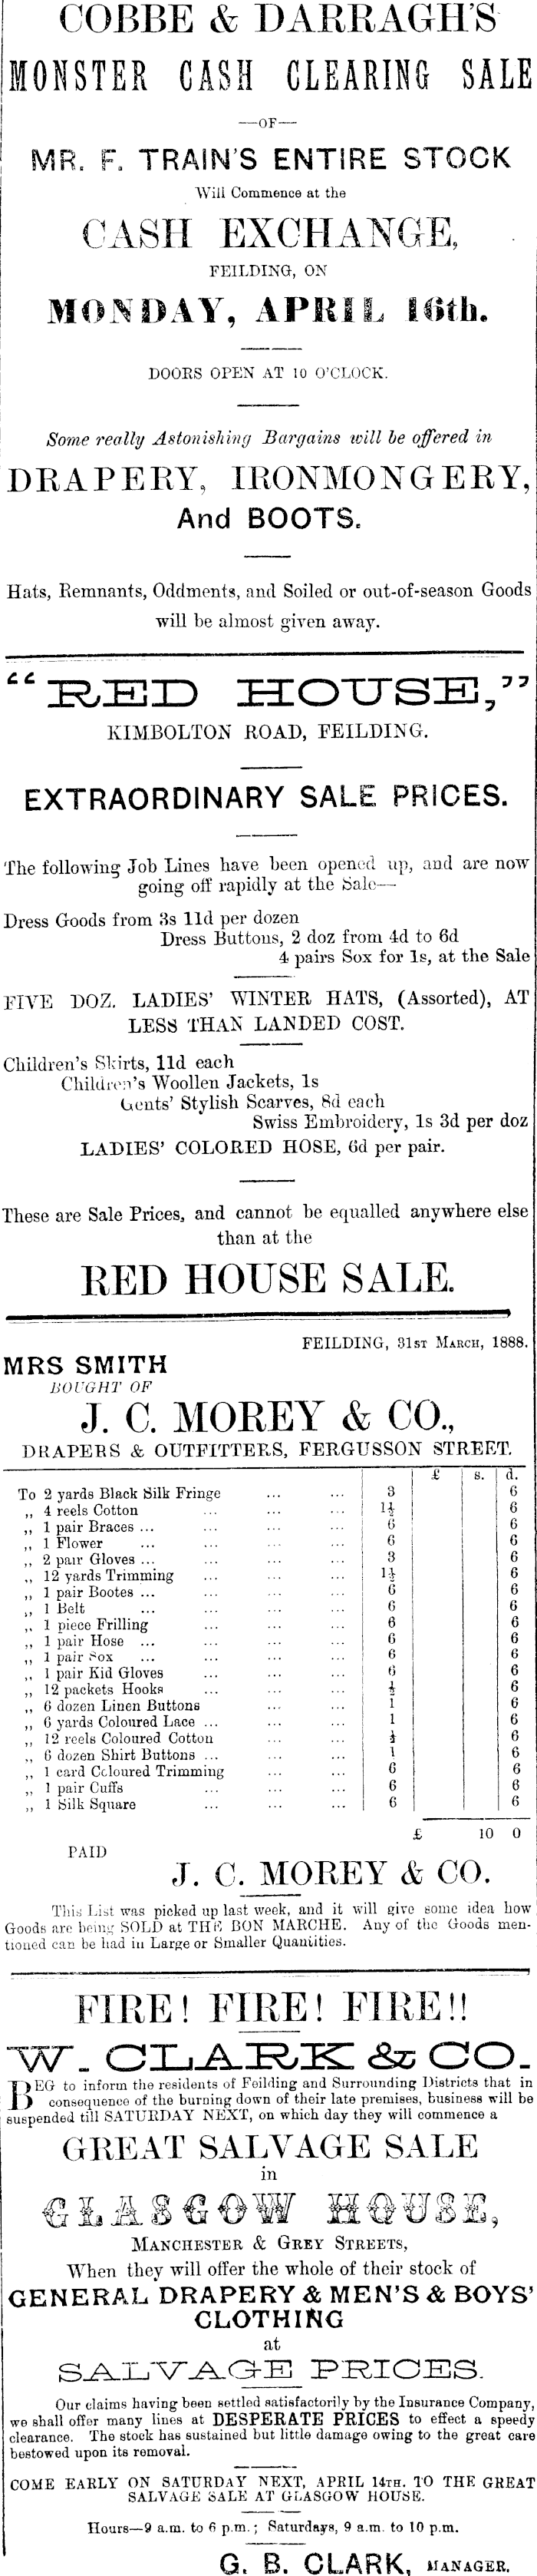 COBBE & DARRAGH'S
MONSTER CASH CLEARING SALE
—OF—
MR. F. TRAIN'S ENTIRE STOCK
Will Commence at the
CASH EXCHANGE,
FEILDING, ON
MONDAY, APRIL 16th.
DOORS OPEN AT 10 O'CLOCK.
Some really Astonishing Bargains will be offered in
DRAPERY, IRONMONGERY,
And BOOTS.
Hats, Remnants, Oddments, and Soiled or out-of-season Goods
will be almost given away.
"RED HOUSE,"
KIMBOLTON ROAD, FEILDING.
EXTRAORDINARY SALE PRICES.
The following Job Lines have been opened up, and are now
going off rapidly at the Sale—
Dress Goods from 3s 11d per dozen
Dress Buttons, 2 doz from 4d to 6d
4 pairs Sox for 1s, at the Sale
FIVE DOZ. LADIES' WINTER HATS, (Assorted), AT
LESS THAN LANDED COST.
Children's Skirts, 11d each
Children's Woollen Jackets, 1s
Gents' Stylish Scarves, 8d each
Swiss Embroidery, 1s 3d per doz
LADIES' COLORED HOSE, 6d per pair.
These are Sale Prices, and cannot be equalled anywhere else
than at the
RED HOUSE SALE.
FEILDING, 31ST MARCH, 1888.
MRS SMITH
BOUGHT OF
J. C. MOREY & CO.,
DRAPERS & OUTFITTERS, FERGUSSON STREET.
£ s. d.
To 2 yards Black Silk Fringe ... ... 3 6
„ 4 reels Cotton ... ... ... 1½ 6
„ 1 pair Braces ... ... ... ... 6 6
„ 1 Flower ... ... ... ... 6 6
„ 2 pair Gloves ... ... ... ... 3 6
„ 12 yards Trimming ... ... ... 1½ 6
„ 1 pair Bootes ... ... ... ... 6 6
„ 1 Belt ... ... ... ... 6 6
„ 1 piece Frilling ... ... ... 6 6
„ 1 pair Hose ... ... ... ... 6 6
„ 1 pair Sox ... ... ... ... 6 6
„ 1 pair Kid Gloves ... ... ... 6 6
„ 12 packets Hooks ... ... ... ½ 6
„ 6 dozen Linen Buttons ... ... 1 6
„ 6 yards Coloured Lace ... ... ... 1 6
„ 12 reels Coloured Cotton ... ... ½ 6
„ 6 dozen Shirt Buttons ... ... ... 1 6
„ 1 card Coloured Trimming ... ... 6 6
„ 1 pair Cuffs ... ... ... 6 6
„ 1 Silk Square ... ... ... 6 6
£ 10 0
PAID
J. C. MOREY & CO.
This List was picked up last week, and it will give some idea how
Goods are being SOLD at THE BON MARCHE. Any of the Goods men-
tioned can be had in Large or Smaller Quantities.
FIRE! FIRE! FIRE!!
W. CLARK & CO.
BEG to inform the residents of Feilding and Surrounding Districts that in
consequence of the burning down of their late premises, business will be
suspended till SATURDAY NEXT, on which day they will commence a
GREAT SALVAGE SALE
in
GLASGOW HOUSE,
MANCHESTER & GREY STREETS,
When they will offer the whole of their stock of
GENERAL DRAPERY & MEN'S & BOYS'
CLOTHING
at
SALVAGE PRICES.
Our claims having been settled satisfactorily by the Insurance Company,
we shall offer many lines at DESPERATE PRICES to effect a speedy
clearance. The stock has sustained but little damage owing to the great care
bestowed upon its removal.
COME EARLY ON SATURDAY NEXT, APRIL 14TH. TO THE GREAT
SALVAGE SALE AT GLASGOW HOUSE.
Hours—9 a.m. to 6 p.m.; Saturdays, 9 a.m. to 10 p.m.
G. B. CLARK, MANAGER.